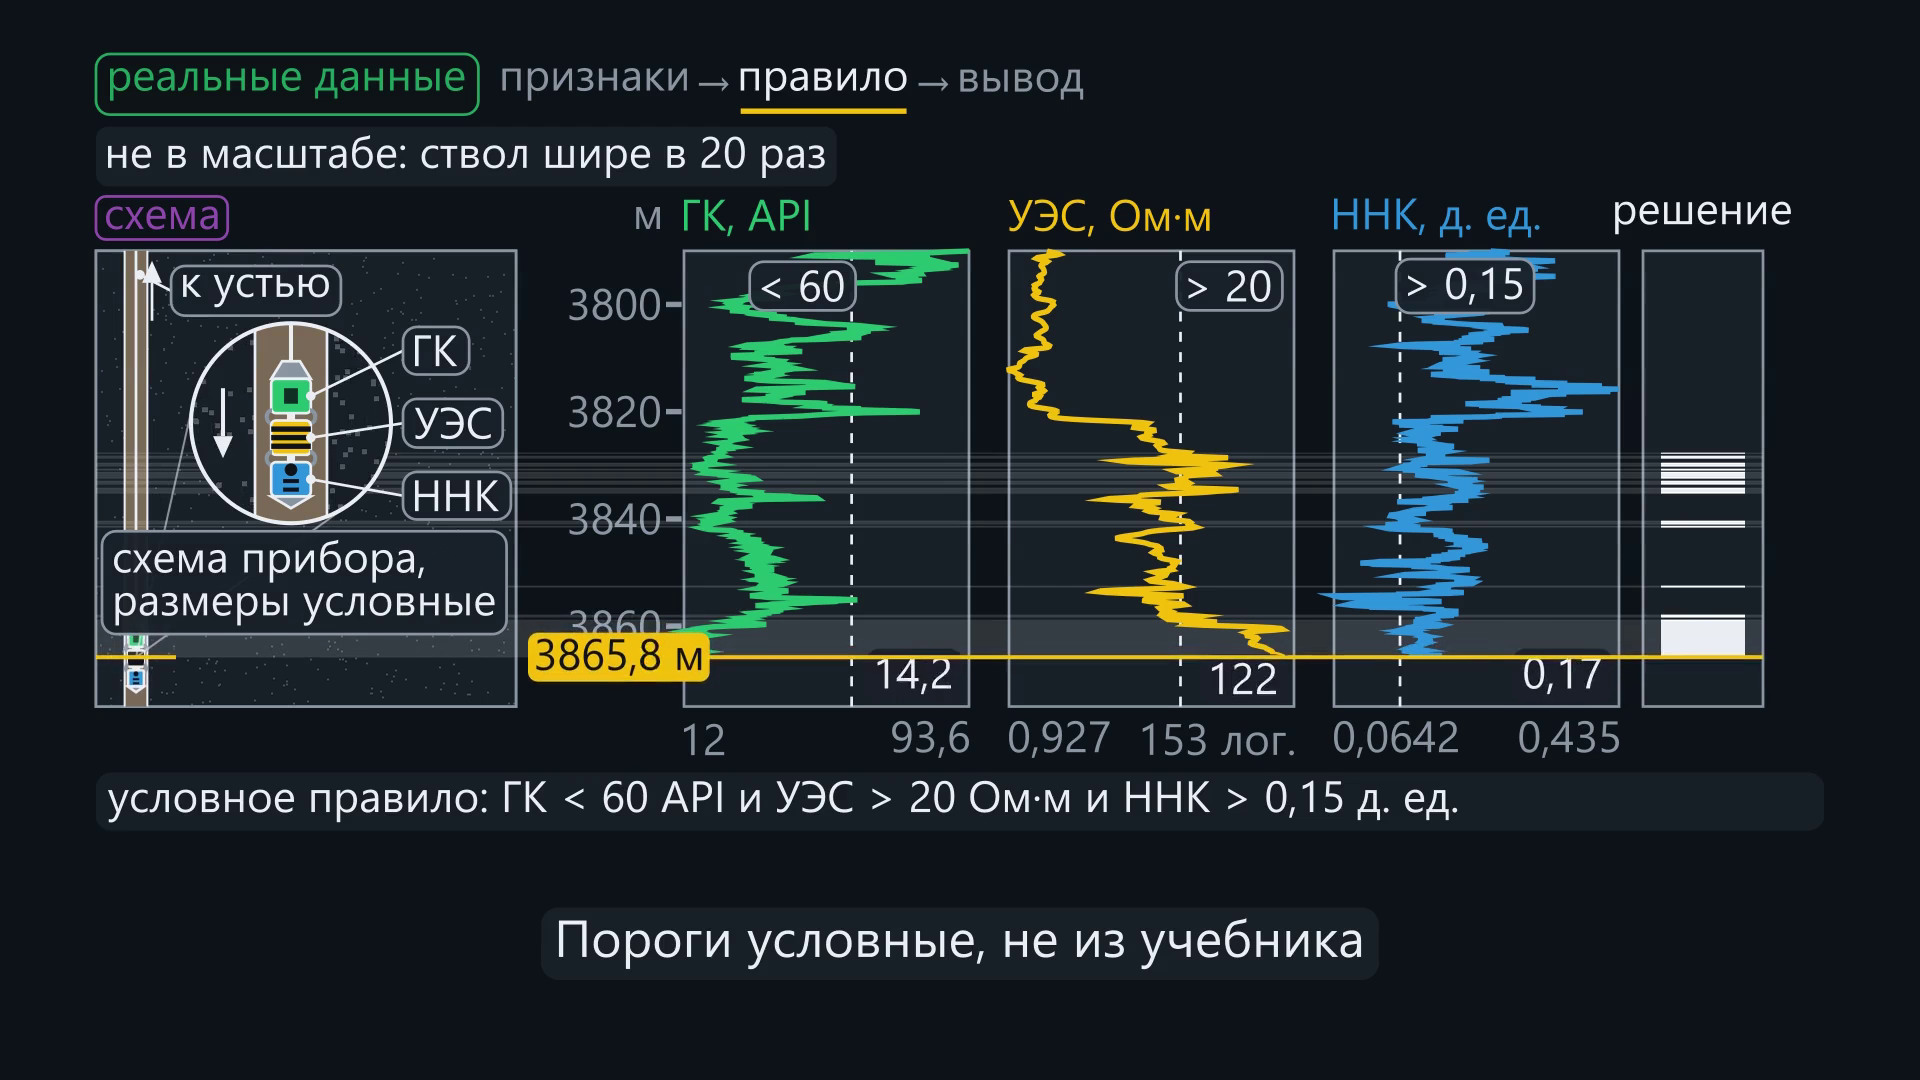 реальные данные признаки → правило → вывод
не в масштабе: ствол шире в 20 раз
схема м ГК, API УЭС, Ом·м ННК, д. ед. решение
к устью < 60 > 20 > 0,15
3800
ГК
3820
УЭС
ННК
3840
схема прибора,
размеры условные
3860
3865,8 м 14,2 122 0,17
12 93,6 0,927 153 лог. 0,0642 0,435
условное правило: ГК < 60 API и УЭС > 20 Ом·м и ННК > 0,15 д. ед.
Пороги условные, не из учебника